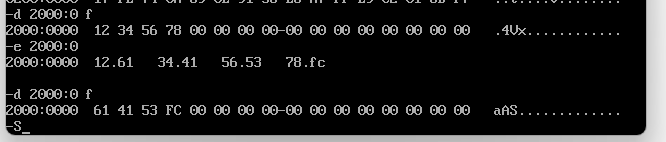 -d 2000:0 f
2000:0000  12 34 56 78 00 00 00 00-00 00 00 00 00 00 00 00   .4Vx............
-e 2000:0
2000:0000  12.61   34.41   56.53   78.fc

-d 2000:0 f
2000:0000  61 41 53 FC 00 00 00 00-00 00 00 00 00 00 00 00   aAS.............
-S_